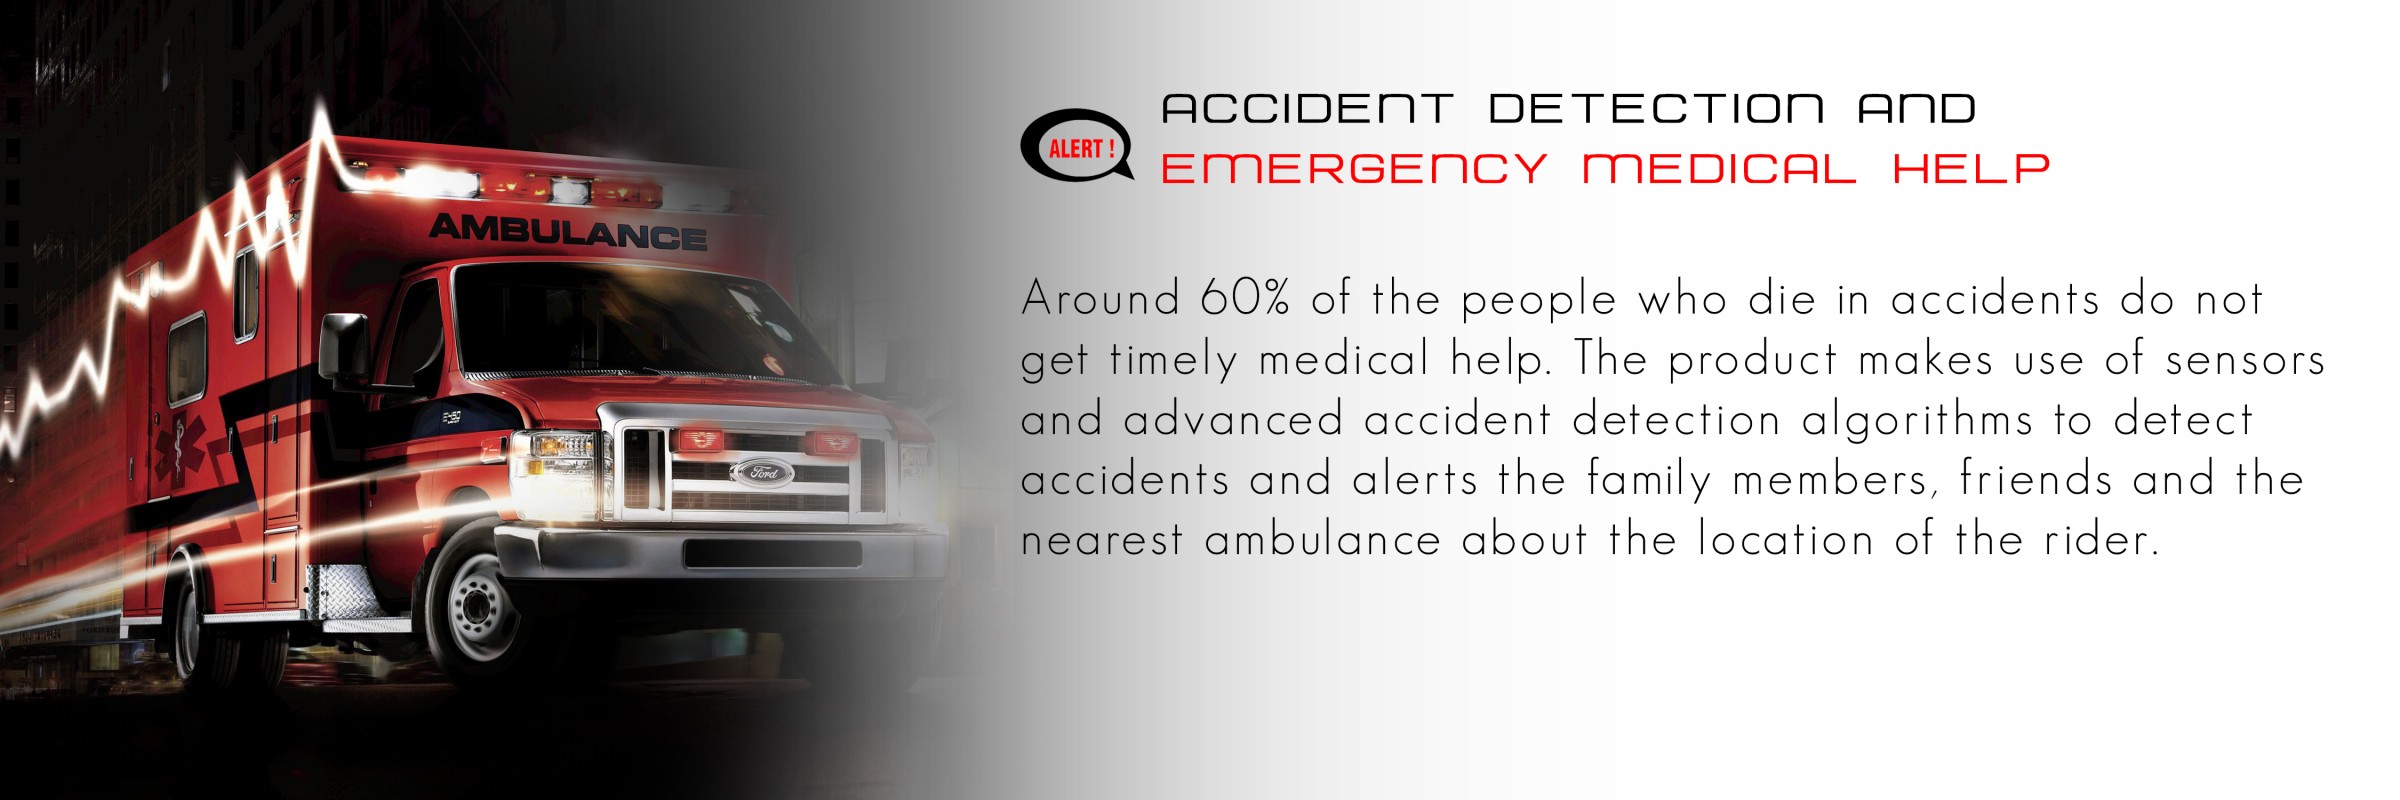 ACCIDENT DETECTION AND
ALERT !
EMERGENCY MEDICAL HELP
AMBULANCE
Around 60% of the people who die in accidents do not
get timely medical help. The product makes use of sensors
and advanced accident detection algorithms to detect
accidents and alerts the family members, friends and the
nearest ambulance about the location of the rider.
E-450
Ford